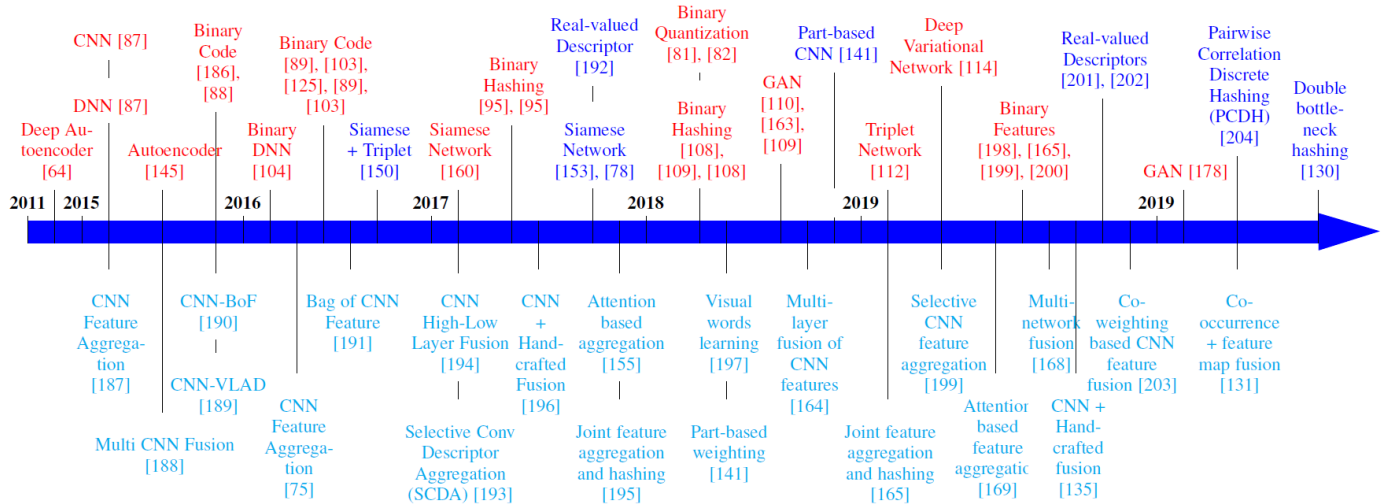 CNN [87]
DNN [87]
Deep Au-
toencoder
[64]
Autoencoder
[145]
Binary
Code
[186],
[88]
Binary
DNN
[104]
Binary Code
[89], [103],
[125], [89],
[103]
Siamese
+ Triplet
[150]
Siamese
Network
[160]
Binary
Hashing
[95], [95]
Real-valued
Descriptor
[192]
Siamese
Network
[153], [78]
Binary
Quantization
[81], [82]
Binary
Hashing
[108],
[109], [108]
GAN
[110],
[163],
[109]
Part-based
CNN [141]
Triplet
Network
[112]
Deep
Variational
Network [114]
Binary
Features
[198], [165],
[199], [200]
Real-valued
Descriptors
[201], [202]
GAN [178]
Pairwise
Correlation
Discrete
Hashing
(PCDH)
[204]
Double
bottle-
neck
hashing
[130]
2011 2015 2016 2017 2018 2019 2019
CNN
Feature
Aggrega-
tion
[187]
Multi CNN Fusion
[188]
CNN-BoF
[190]
CNN-VLAD
[189]
CNN
Feature
Aggrega-
tion
[75]
Bag of CNN
Feature
[191]
CNN
High-Low
Layer Fusion
[194]
Selective Conv
Descriptor
Aggregation
(SCDA) [193]
CNN
+
Hand-
crafted
Fusion
[196]
Attention
based
aggregation
[155]
Joint feature
aggregation
and hashing
[195]
Visual
words
learning
[197]
Part-based
weighting
[141]
Multi-
layer
fusion of
CNN
features
[164]
Joint feature
aggregation
and hashing
[165]
Selective
CNN
feature
aggregation
[199]
Attention
based
feature
aggregatic
[169]
Multi-
network
fusion
[168]
CNN +
Hand-
crafted
fusion
[135]
Co-
weighting
based CNN
feature
fusion [203]
Co-
occurrence
+ feature
map fusion
[131]